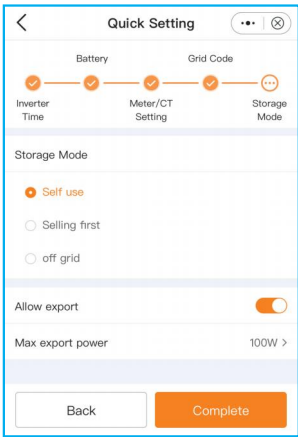 Quick Setting
Battery
Grid Code
Inverter
Time
Meter/CT
Setting
Storage
Mode
Storage Mode
Self use
Selling first
off grid
Allow export
Max export power
100W >
Back
Complete